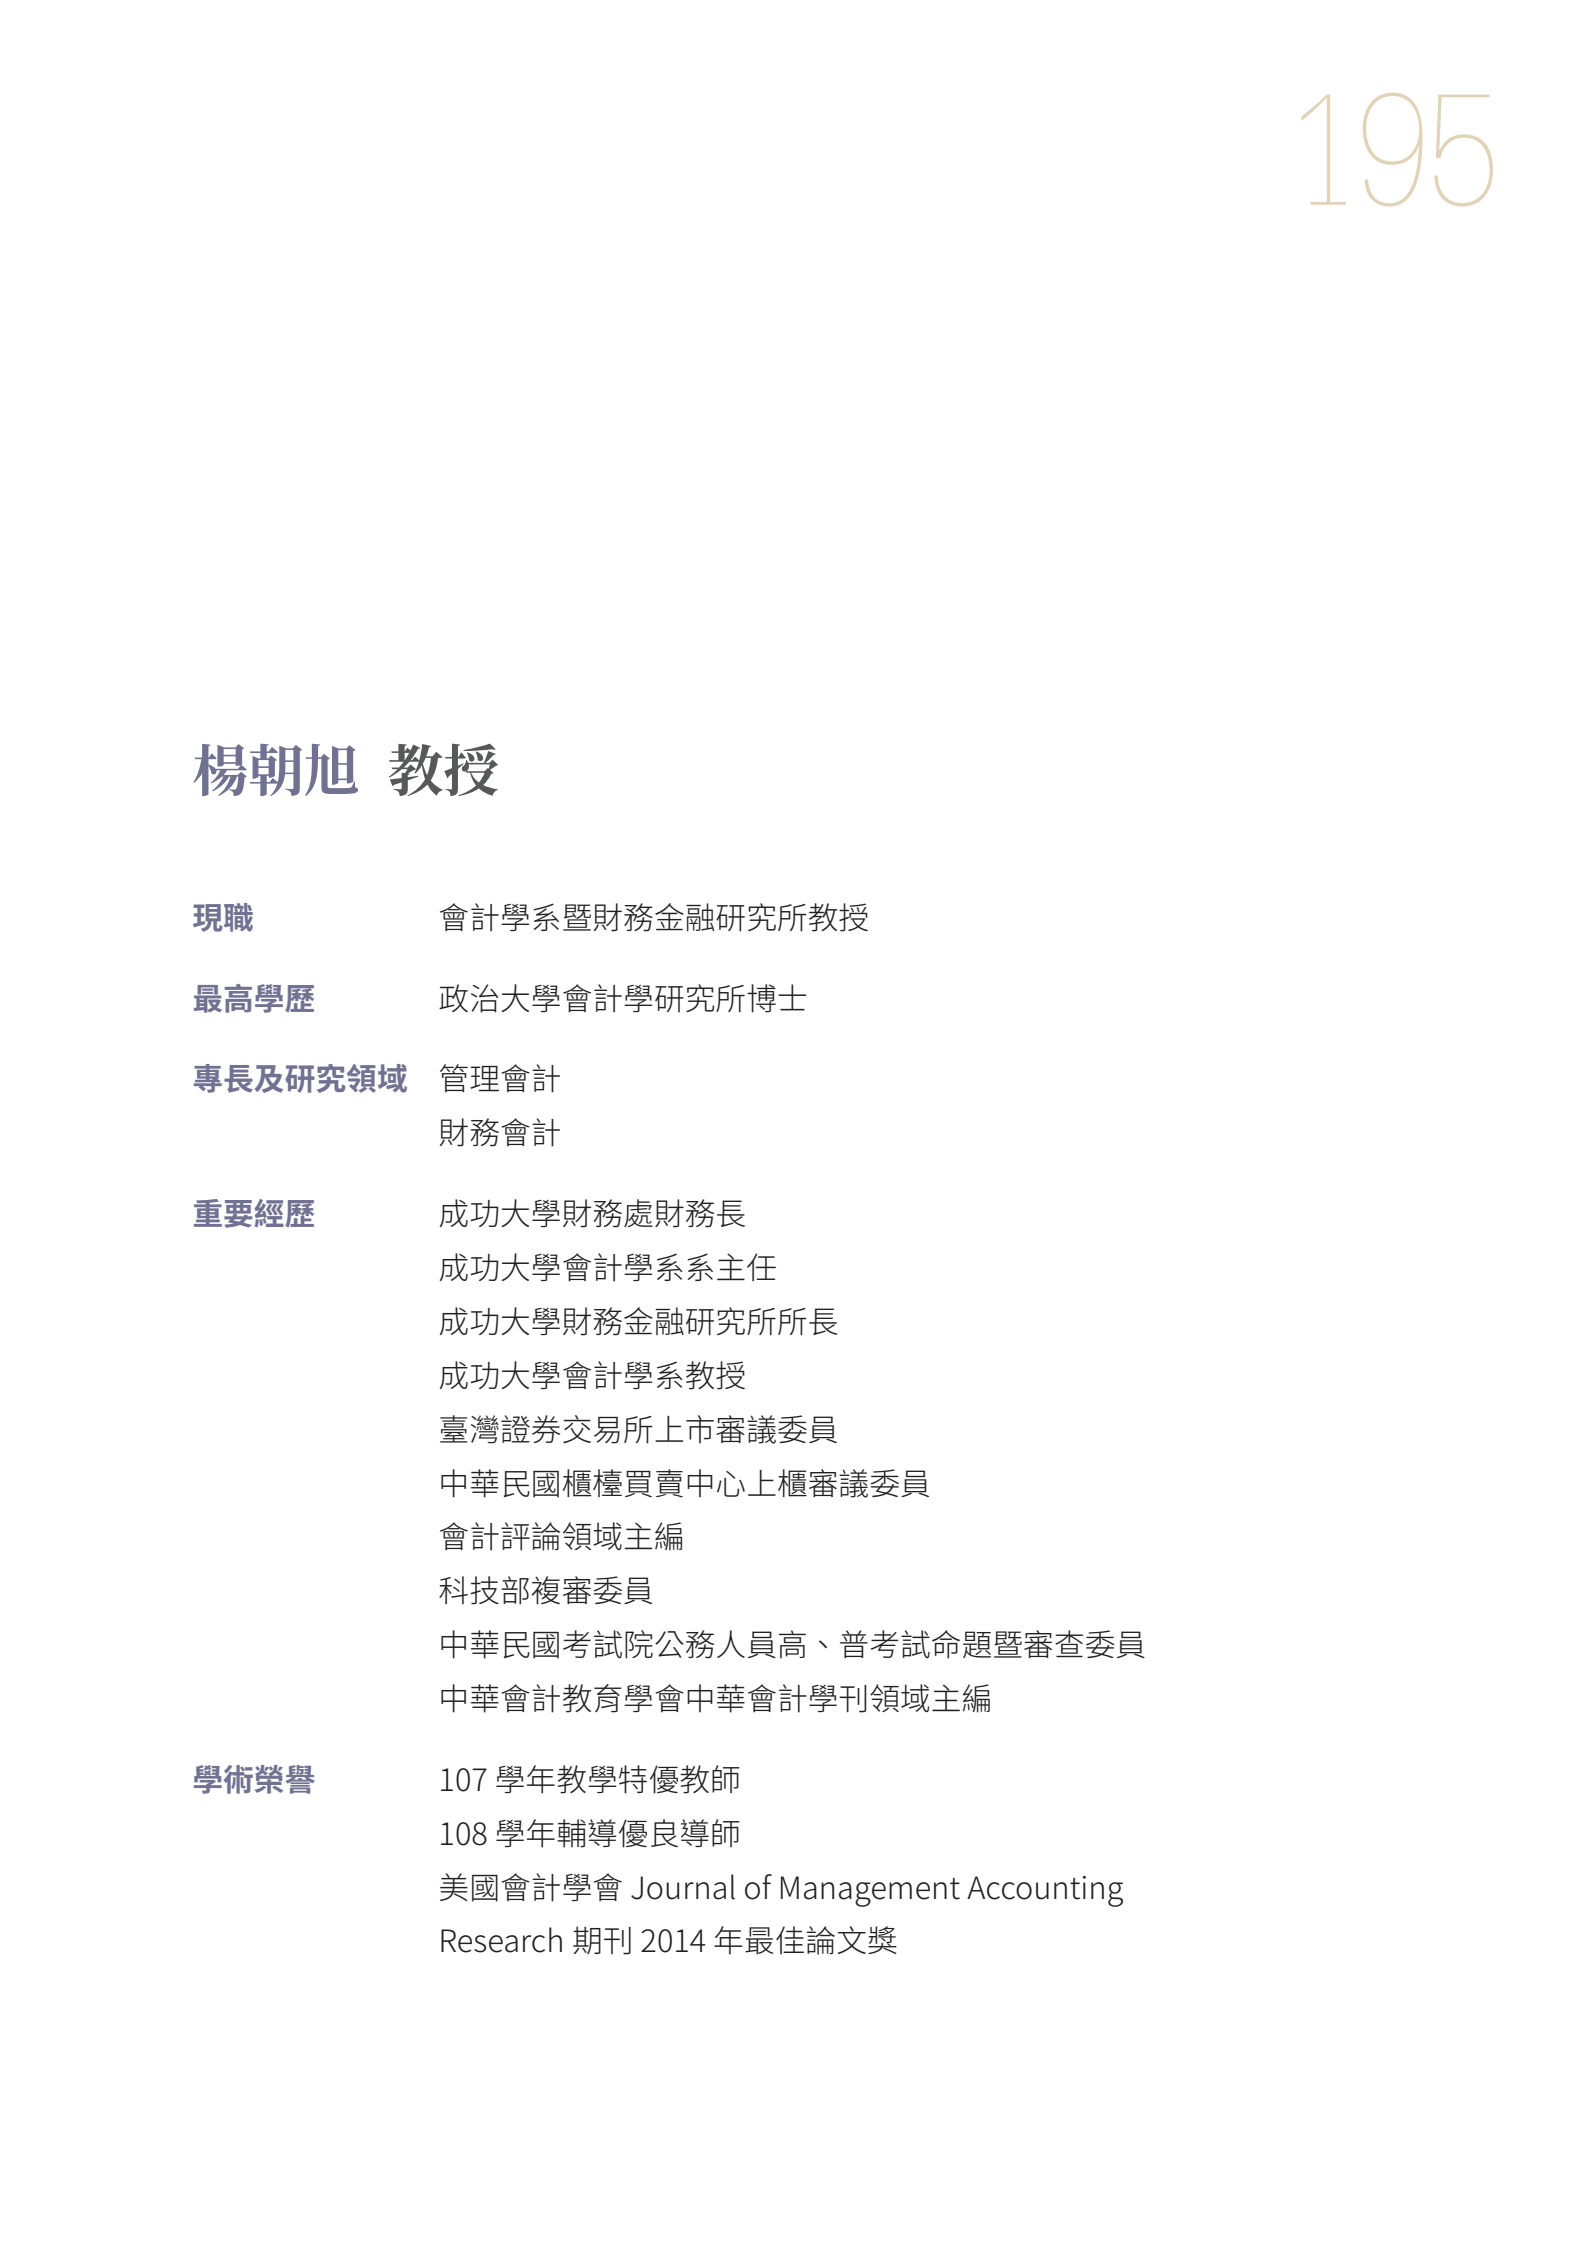 195
楊朝旭 教授
現職 會計學系暨財務金融研究所教授
最高學歷 政治大學會計學研究所博士
專長及研究領域 管理會計
財務會計
重要經歷 成功大學財務處財務長
成功大學會計學系系主任
成功大學財務金融研究所所長
成功大學會計學系教授
臺灣證券交易所上市審議委員
中華民國櫃檯買賣中心上櫃審議委員
會計評論領域主編
科技部複審委員
中華民國考試院公務人員高、普考試命題暨審查委員
中華會計教育學會中華會計學刊領域主編
學術榮譽 107 學年教學特優教師
108 學年輔導優良導師
美國會計學會 Journal of Management Accounting
Research 期刊 2014 年最佳論文獎